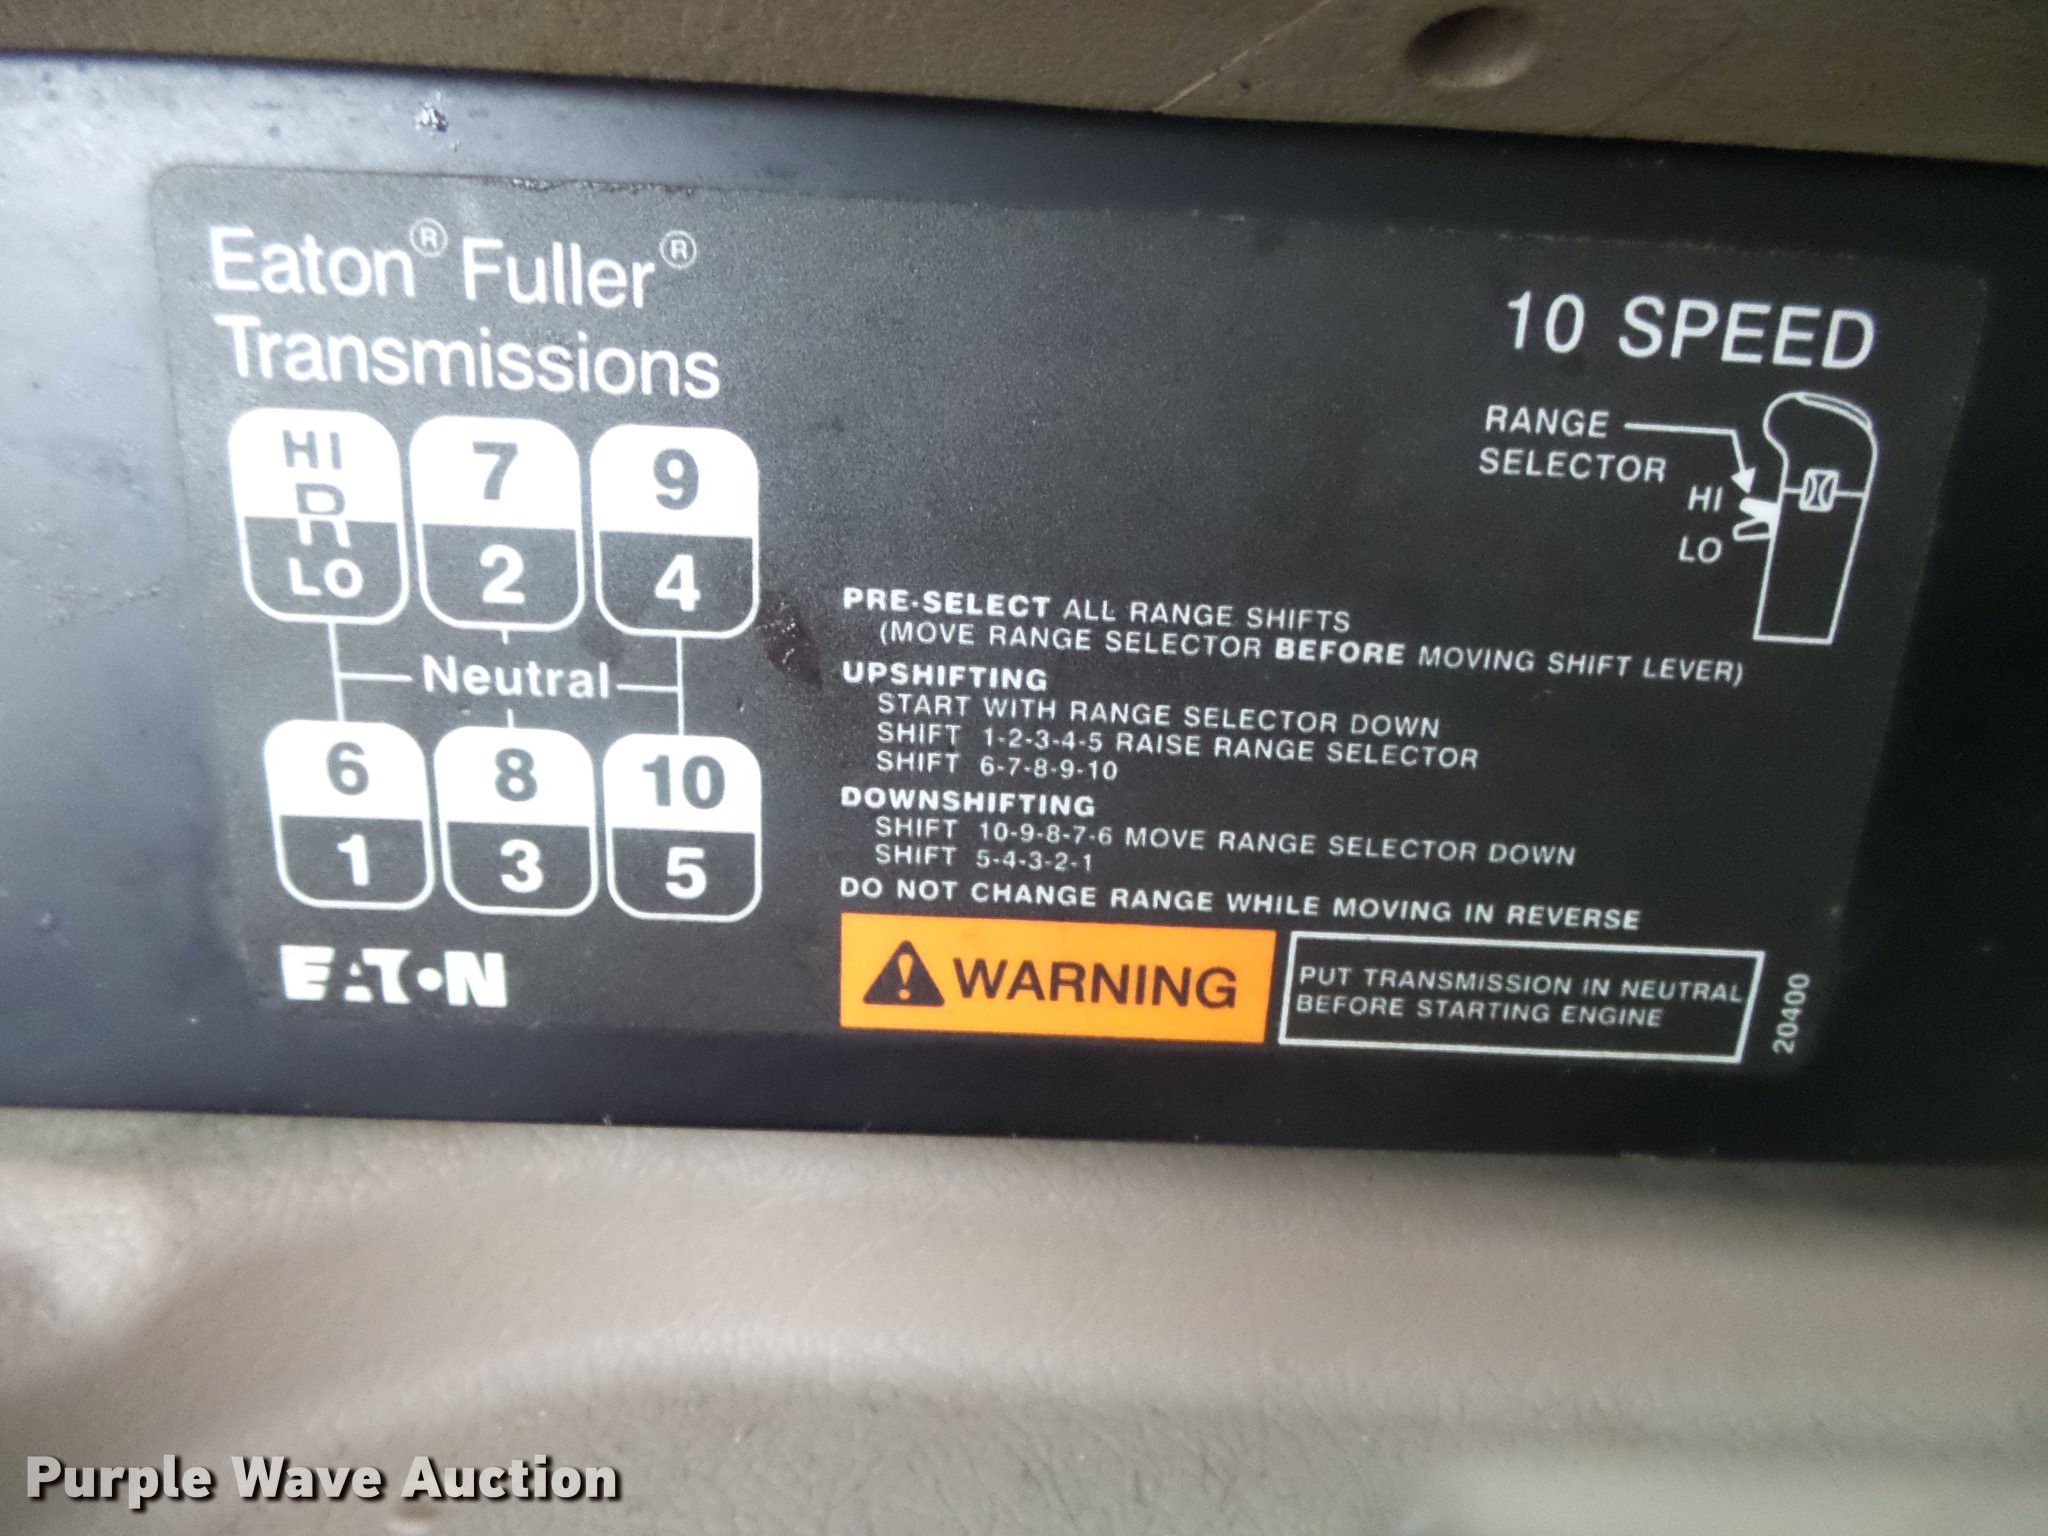 Eaton® Fuller®
Transmissions
HI
R
LO
7
2
9
4
Neutral
6
1
8
3
10
5
EATON
10 SPEED
RANGE
SELECTOR
HI
LO
PRE-SELECT ALL RANGE SHIFTS
(MOVE RANGE SELECTOR BEFORE MOVING SHIFT LEVER)
UPSHIFTING
START WITH RANGE SELECTOR DOWN
SHIFT 1-2-3-4-5 RAISE RANGE SELECTOR
SHIFT 6-7-8-9-10
DOWNSHIFTING
SHIFT 10-9-8-7-6 MOVE RANGE SELECTOR DOWN
SHIFT 5-4-3-2-1
DO NOT CHANGE RANGE WHILE MOVING IN REVERSE
WARNING
PUT TRANSMISSION IN NEUTRAL
BEFORE STARTING ENGINE
20400
Purple Wave Auction